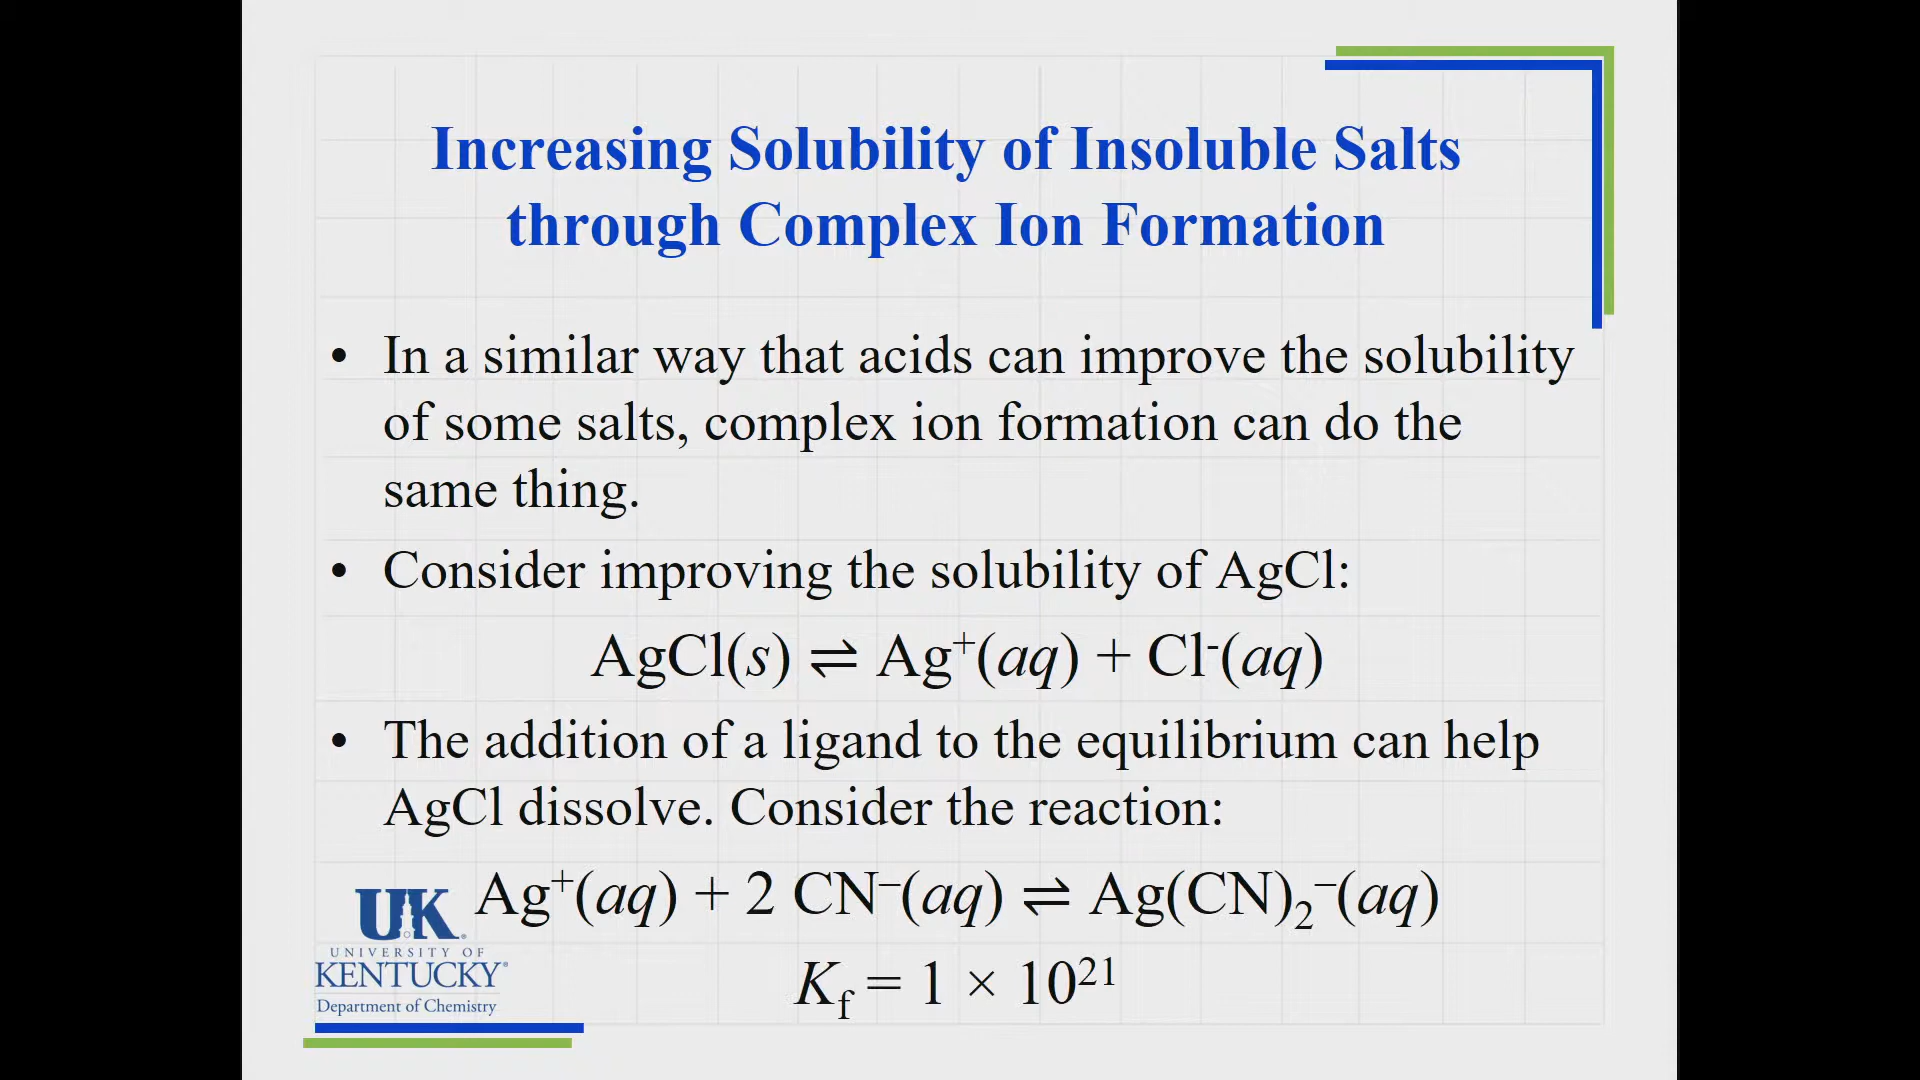 Increasing Solubility of Insoluble Salts
through Complex Ion Formation
• In a similar way that acids can improve the solubility
of some salts, complex ion formation can do the
same thing.
• Consider improving the solubility of AgCl:
AgCl(s) ⇌ Ag⁺(aq) + Cl⁻(aq)
• The addition of a ligand to the equilibrium can help
AgCl dissolve. Consider the reaction:
Ag⁺(aq) + 2 CN⁻(aq) ⇌ Ag(CN)₂⁻(aq)
K_f = 1 × 10²¹
UK
UNIVERSITY OF
KENTUCKY®
Department of Chemistry